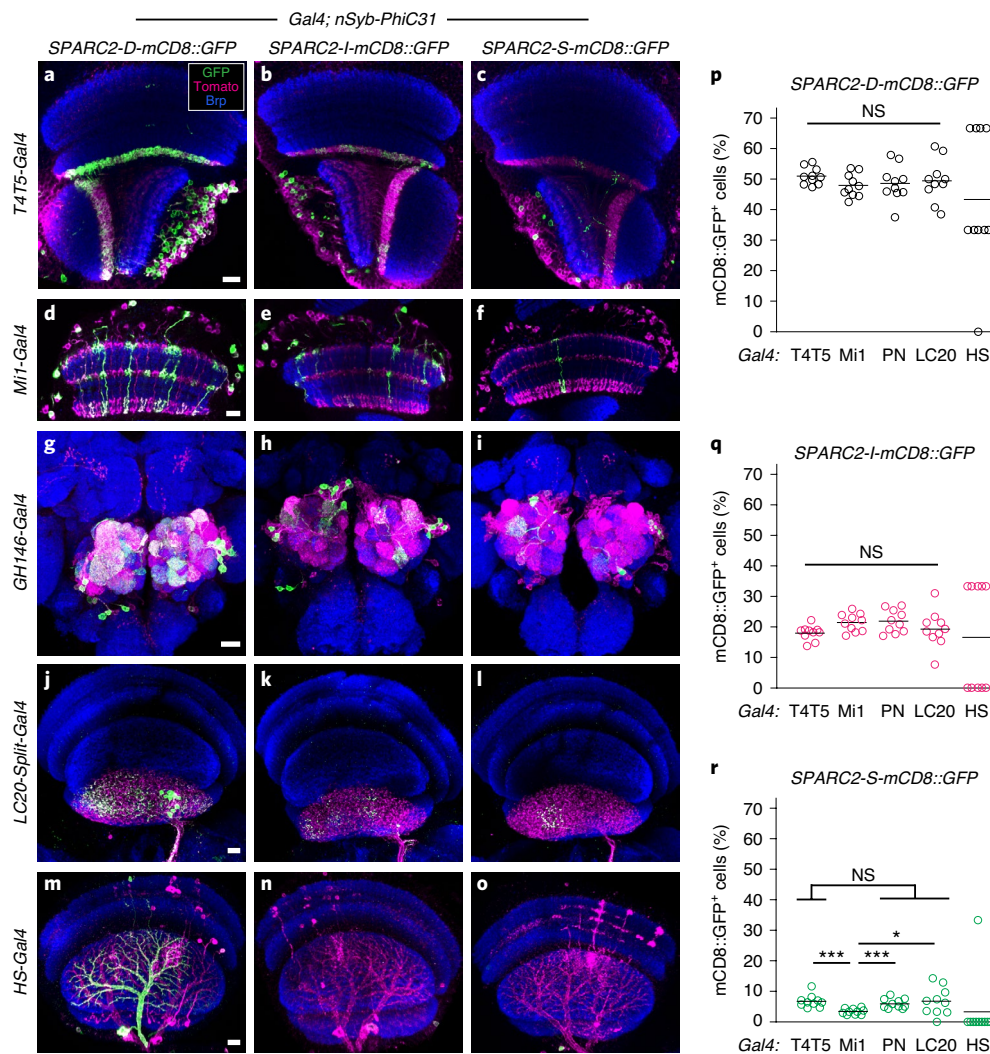 Gal4; nSyb-PhiC31
SPARC2-D-mCD8::GFP SPARC2-I-mCD8::GFP SPARC2-S-mCD8::GFP
a b c
GFP
Tomato
Brp
T4T5-Gal4
d e f
Mi1-Gal4
g h i
GH146-Gal4
j k l
LC20-Split-Gal4
m n o
HS-Gal4
p
SPARC2-D-mCD8::GFP
NS
mCD8::GFP+ cells (%)
70
60
50
40
30
20
10
0
Gal4: T4T5 Mi1 PN LC20 HS
q
SPARC2-I-mCD8::GFP
NS
mCD8::GFP+ cells (%)
70
60
50
40
30
20
10
0
Gal4: T4T5 Mi1 PN LC20 HS
r
SPARC2-S-mCD8::GFP
NS
*
*** ***
mCD8::GFP+ cells (%)
70
60
50
40
30
20
10
0
Gal4: T4T5 Mi1 PN LC20 HS